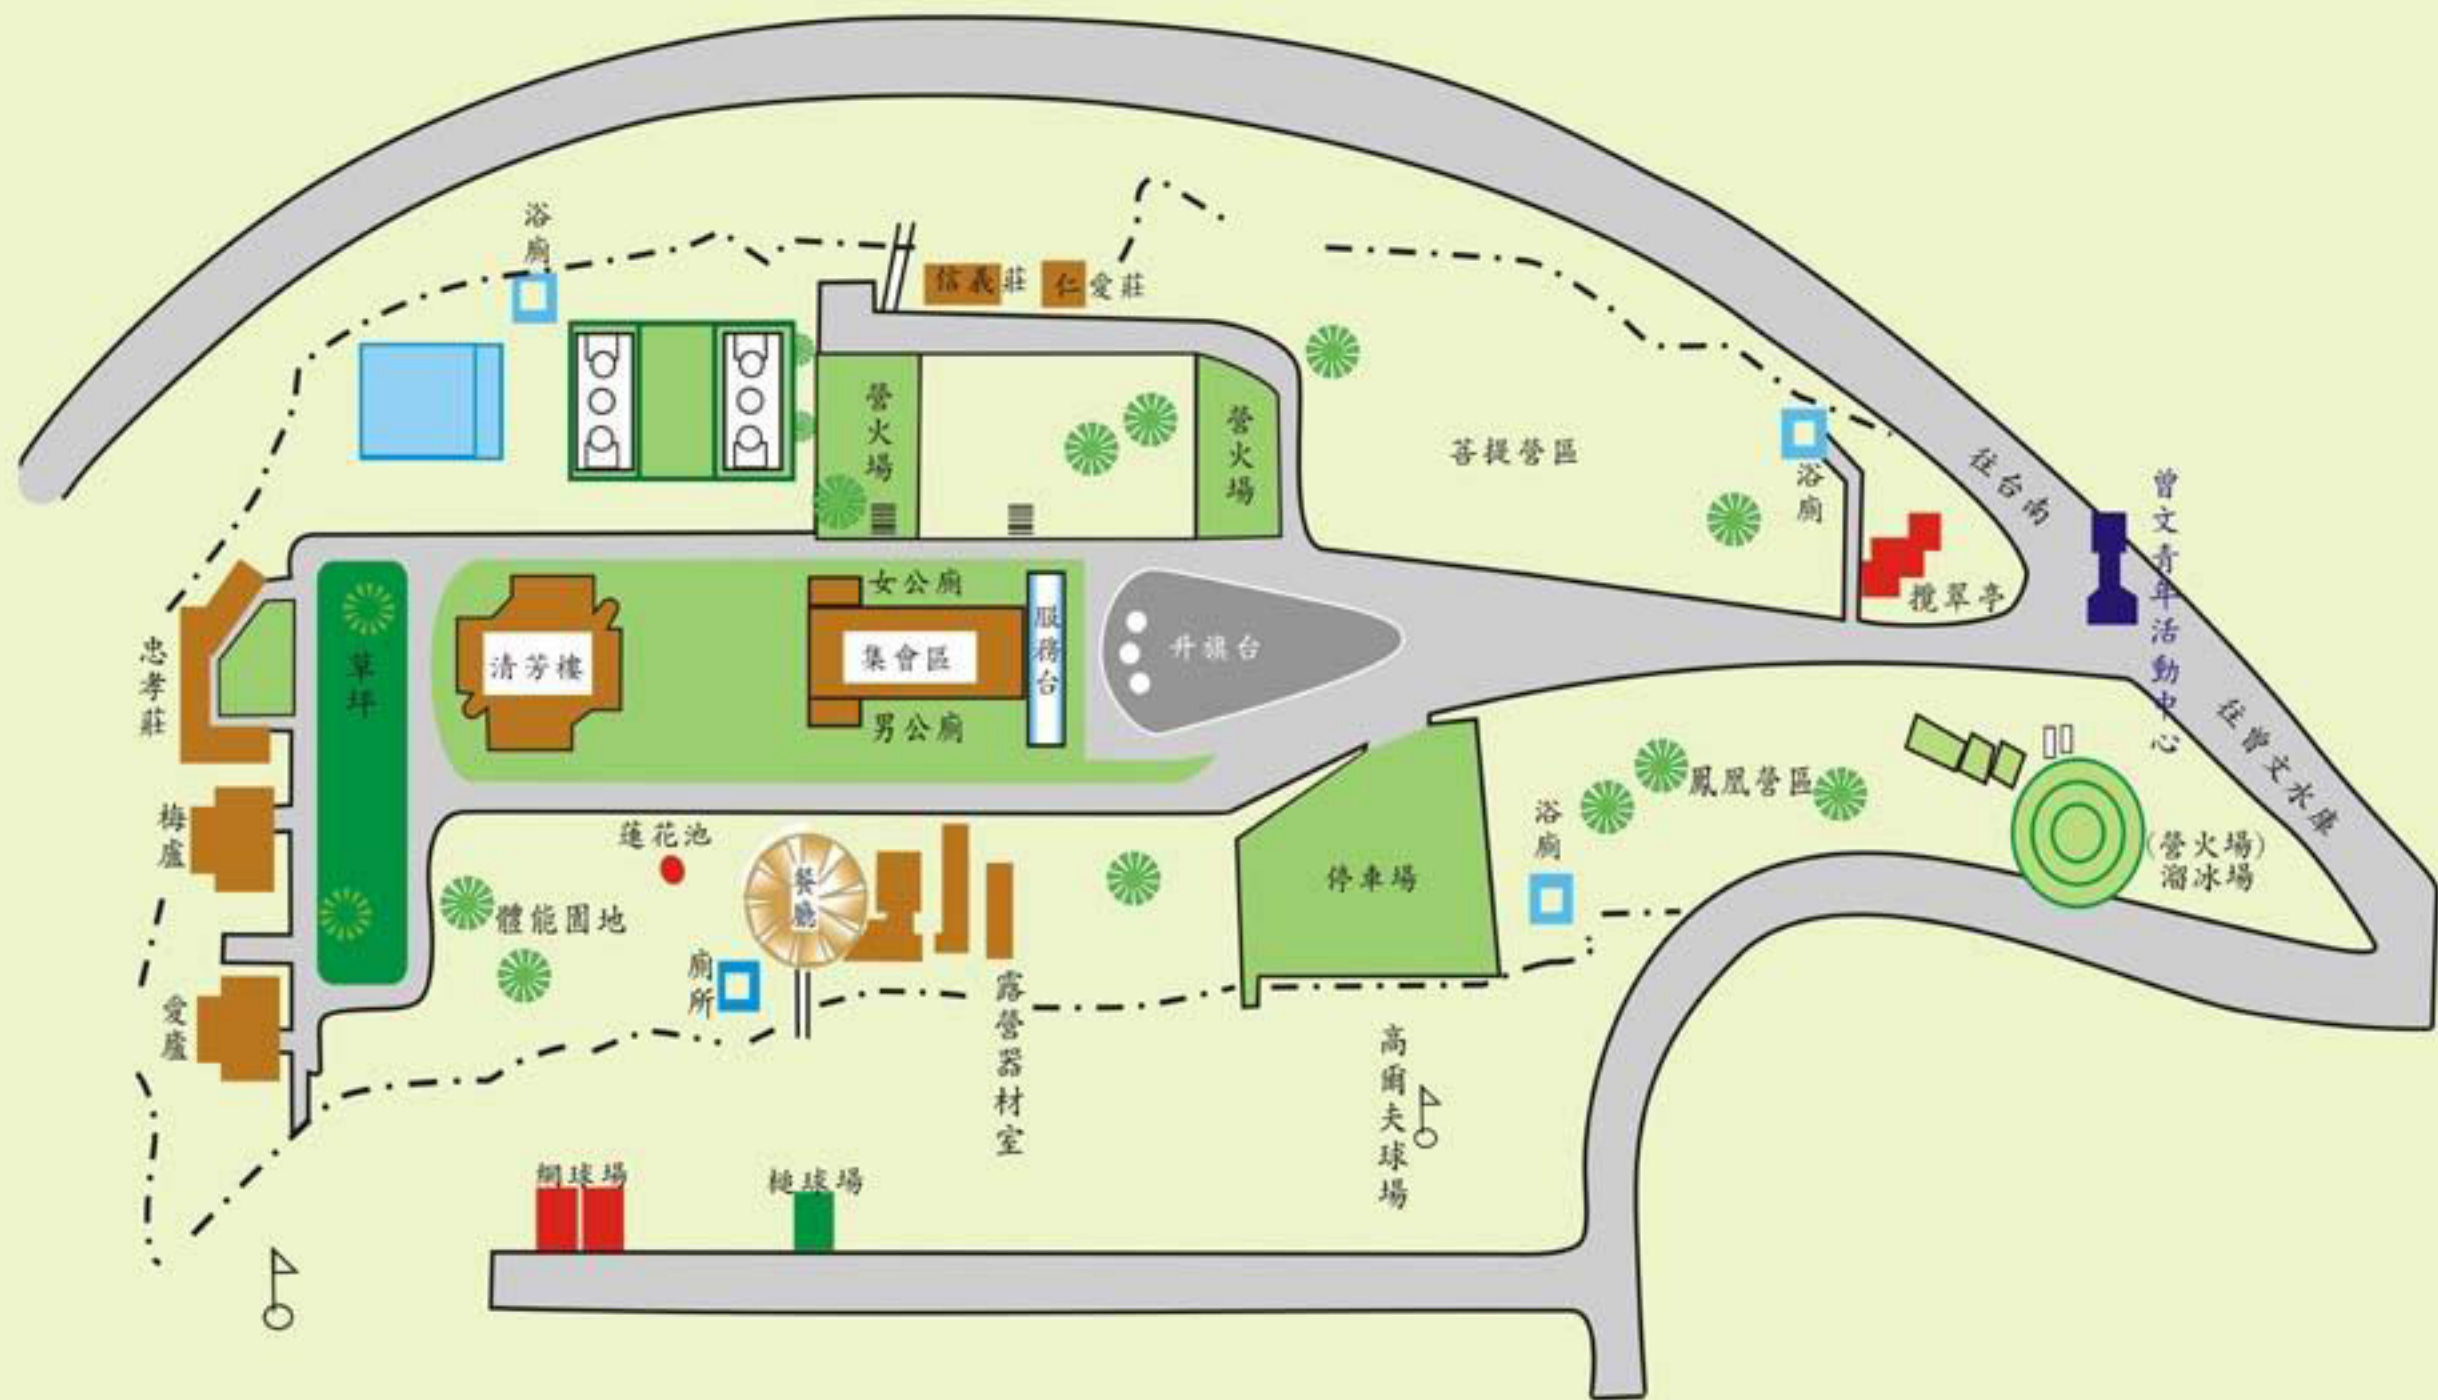 浴廁
信義莊
仁愛莊
營火場
營火場
菩提營區
浴廁
往台南
曾文青年活動中心
攬翠亭
女公廁
服務台
集會區
清芳樓
升旗台
男公廁
草坪
忠孝莊
往曾文水庫
鳳凰營區
浴廁
(營火場)
溜冰場
停車場
蓮花池
餐廳
體能園地
梅廬
廁所
愛廬
露營器材室
高爾夫球場
網球場
槌球場